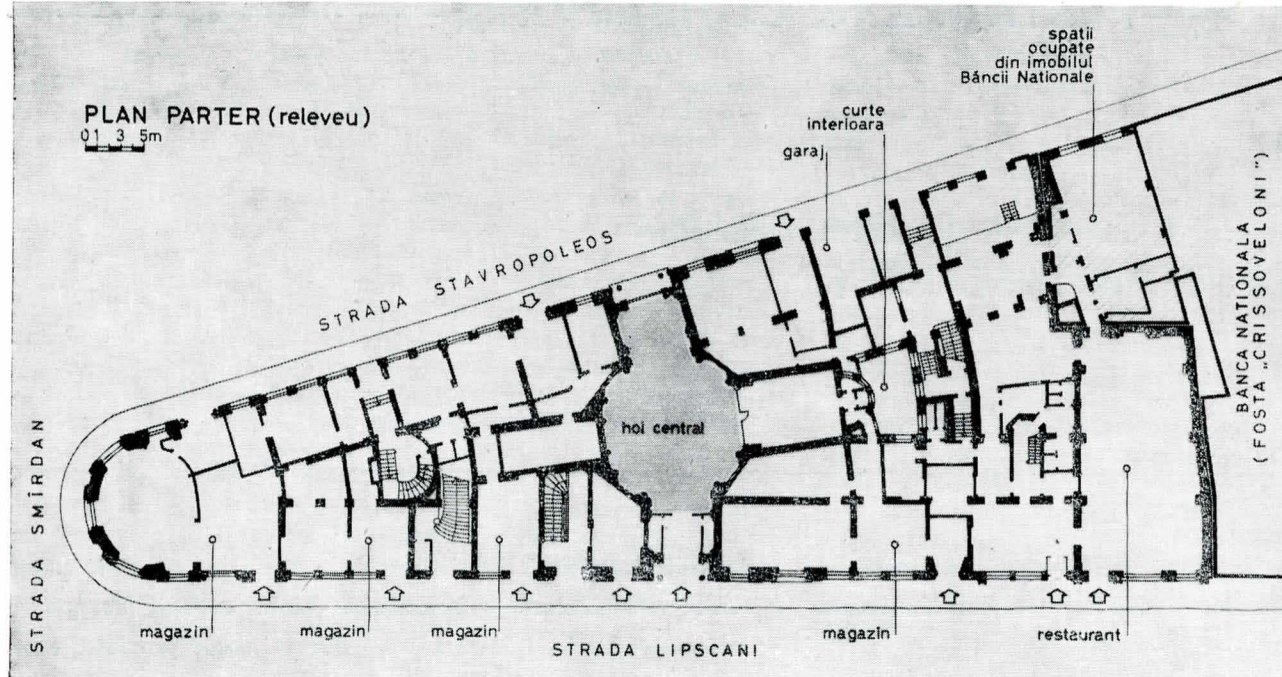 PLAN PARTER (releveu)
0 1 3 5m
spatii
ocupate
din imobilul
Băncii Nationale
curte
interioara
garaj
STRADA STAVROPOLEOS
BANCA NATIONALA
(FOSTA „CRISSOVELONI")
hol central
STRADA SMÎRDAN
magazin
magazin
magazin
magazin
restaurant
STRADA LIPSCANI